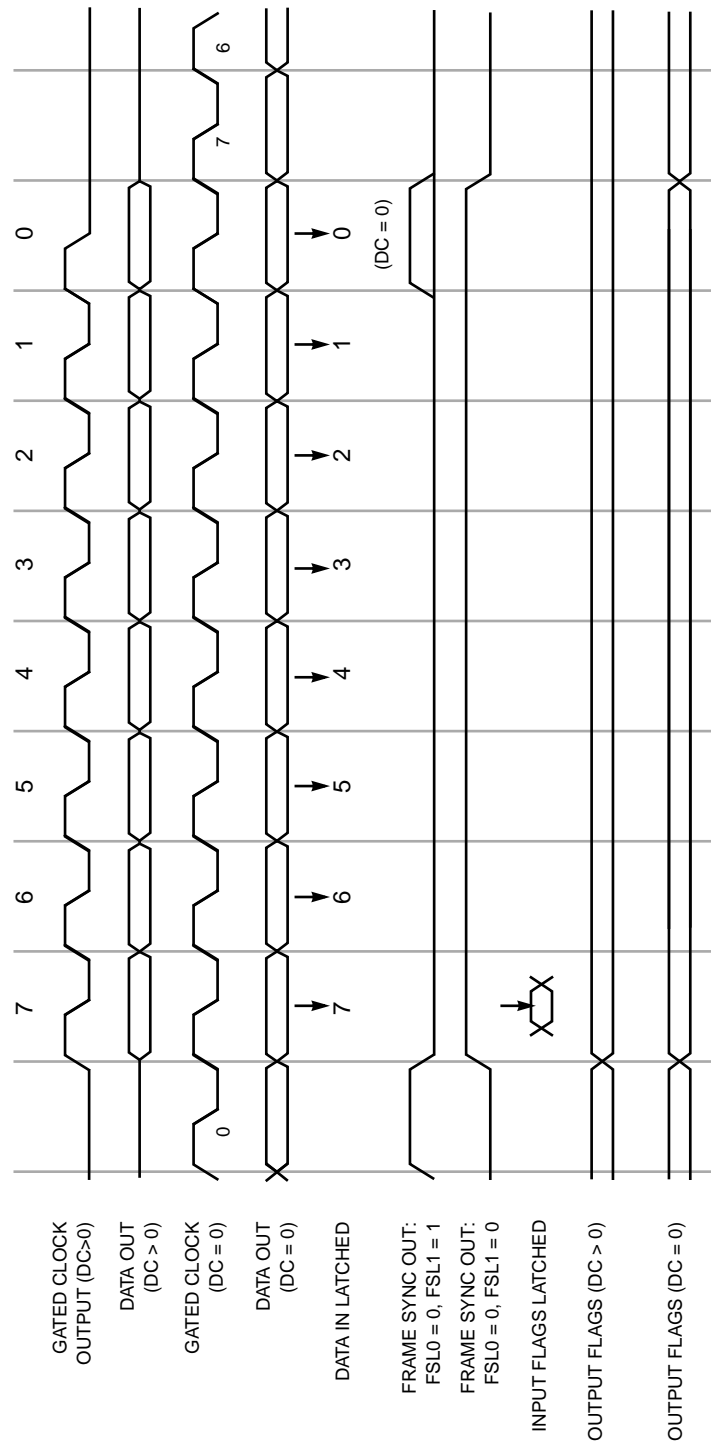 7 6 5 4 3 2 1 0
GATED CLOCK
OUTPUT (DC>0)
DATA OUT
(DC > 0)
GATED CLOCK
(DC = 0)
0 7 6
DATA OUT
(DC = 0)
DATA IN LATCHED
7 6 5 4 3 2 1 0
(DC = 0)
FRAME SYNC OUT:
FSL0 = 0, FSL1 = 1
FRAME SYNC OUT:
FSL0 = 0, FSL1 = 0
INPUT FLAGS LATCHED
OUTPUT FLAGS (DC > 0)
OUTPUT FLAGS (DC = 0)